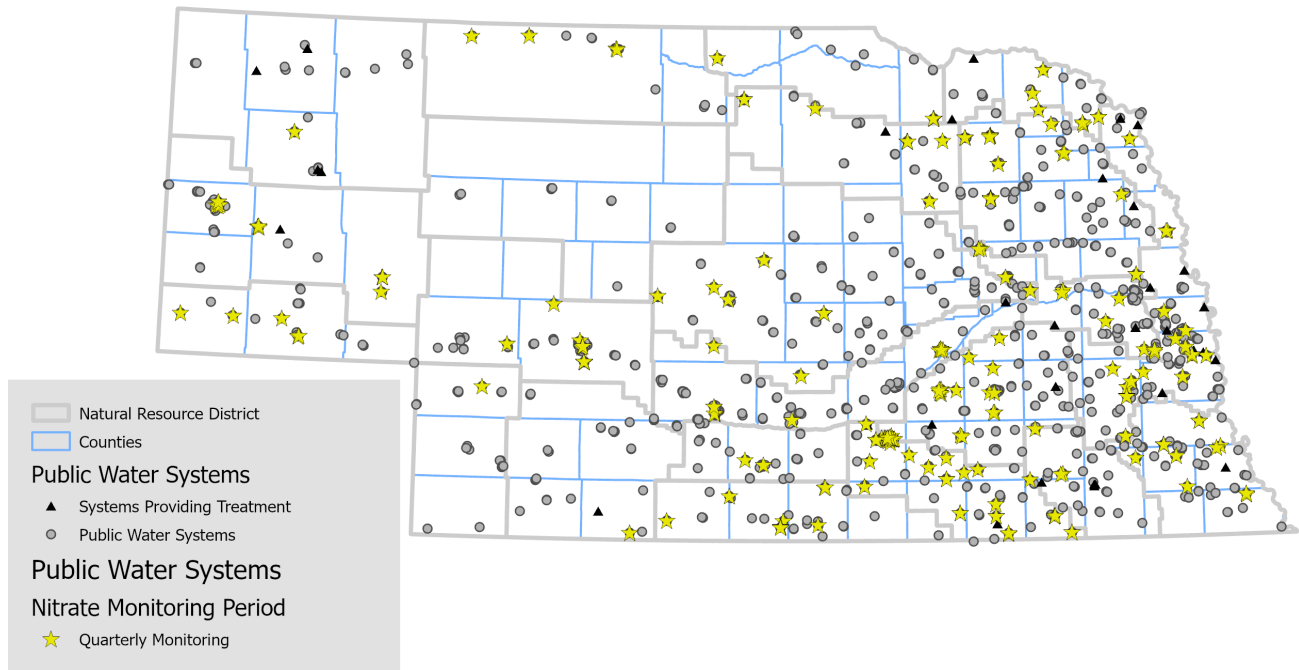 Natural Resource District
Counties
Public Water Systems
Systems Providing Treatment
Public Water Systems
Public Water Systems
Nitrate Monitoring Period
Quarterly Monitoring